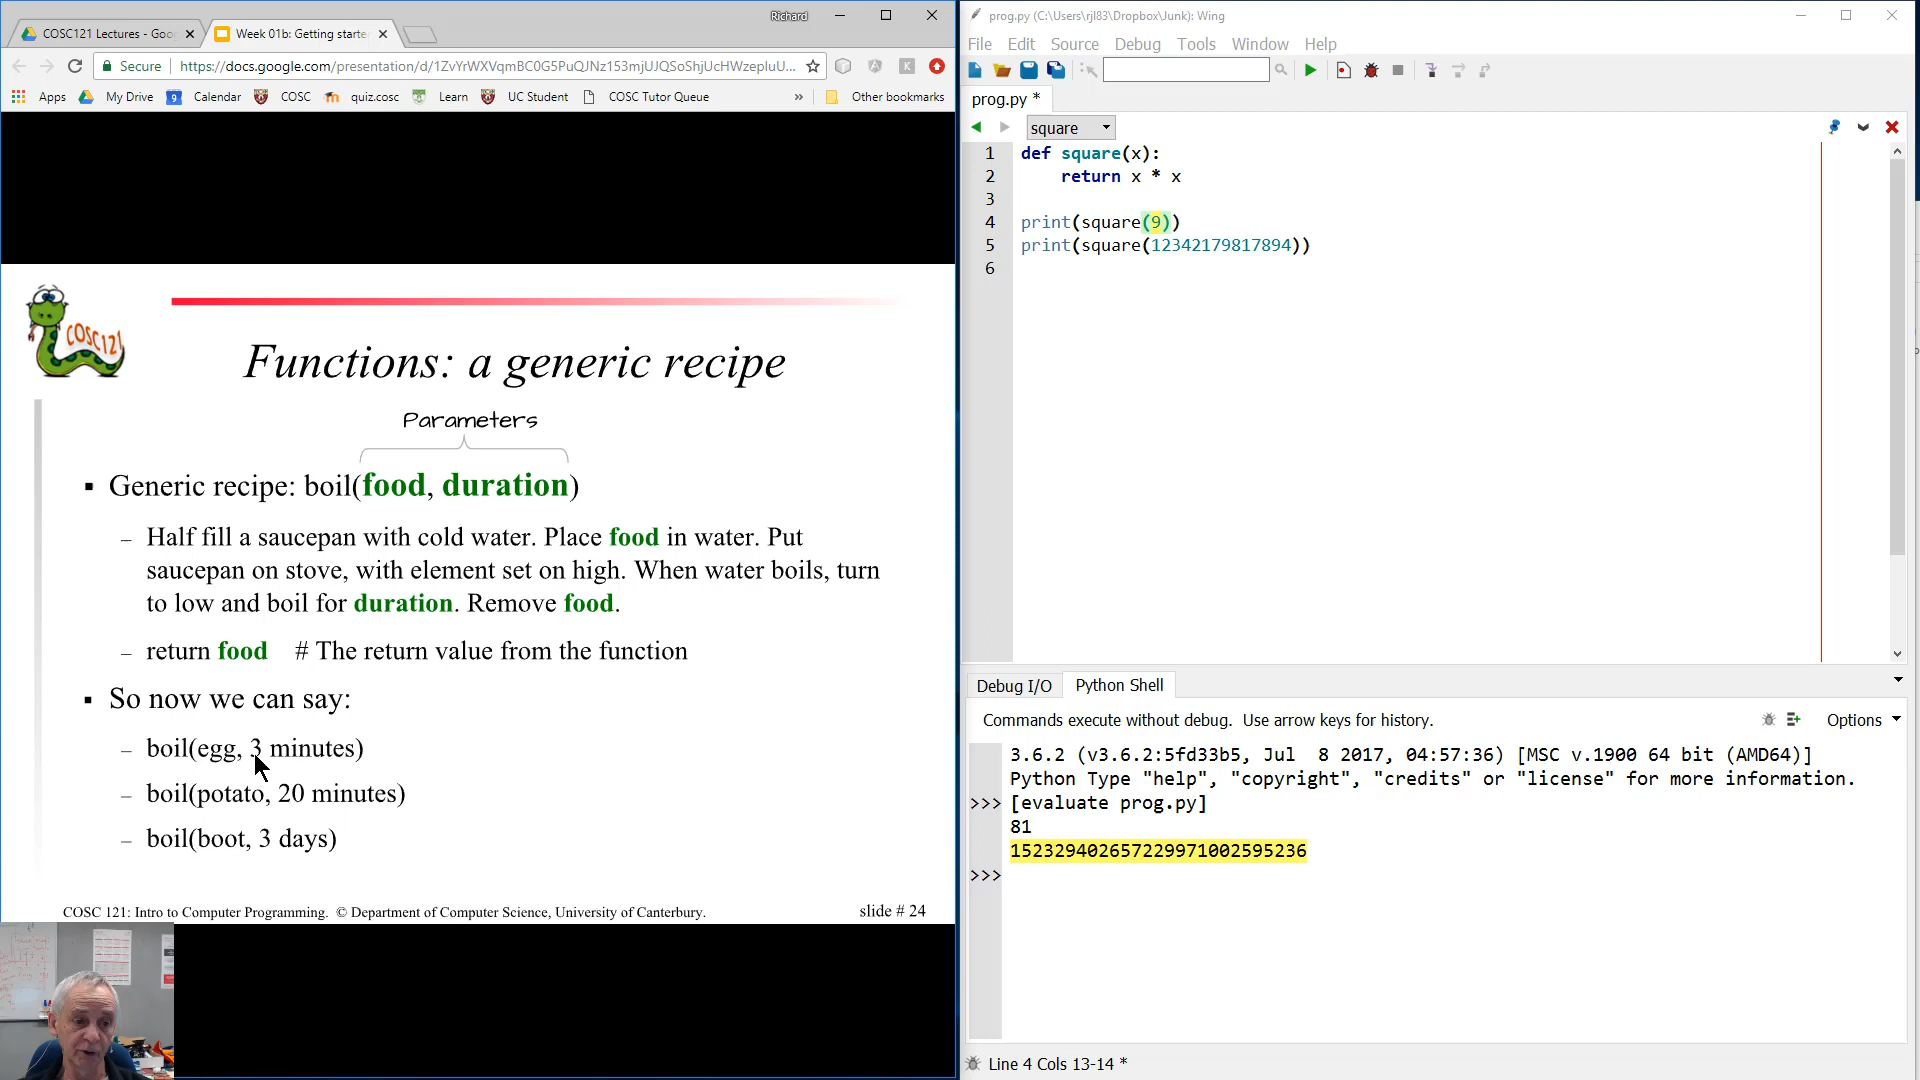 Richard
COSC121 Lectures - Goo
Week 01b: Getting starte
Secure
https://docs.google.com/presentation/d/1ZvYrWXVqmBC0G5PuQJNz153mjUJQSoShjUcHWzepIuU...
Apps
My Drive
9
Calendar
COSC
quiz.cosc
Learn
UC Student
COSC Tutor Queue
»
Other bookmarks
COSC121
Functions: a generic recipe
Parameters
▪ Generic recipe: boil(food, duration)
– Half fill a saucepan with cold water. Place food in water. Put
saucepan on stove, with element set on high. When water boils, turn
to low and boil for duration. Remove food.
– return food # The return value from the function
▪ So now we can say:
– boil(egg, 3 minutes)
– boil(potato, 20 minutes)
– boil(boot, 3 days)
COSC 121: Intro to Computer Programming. © Department of Computer Science, University of Canterbury.
slide # 24
prog.py (C:\Users\rjl83\Dropbox\Junk): Wing
File Edit Source Debug Tools Window Help
prog.py *
square
1 def square(x):
2     return x * x
3
4 print(square(9))
5 print(square(12342179817894))
6
Debug I/O Python Shell
Commands execute without debug. Use arrow keys for history.
Options
3.6.2 (v3.6.2:5fd33b5, Jul  8 2017, 04:57:36) [MSC v.1900 64 bit (AMD64)]
Python Type "help", "copyright", "credits" or "license" for more information.
>>> [evaluate prog.py]
81
152329402657229971002595236
>>>
Line 4 Cols 13-14 *